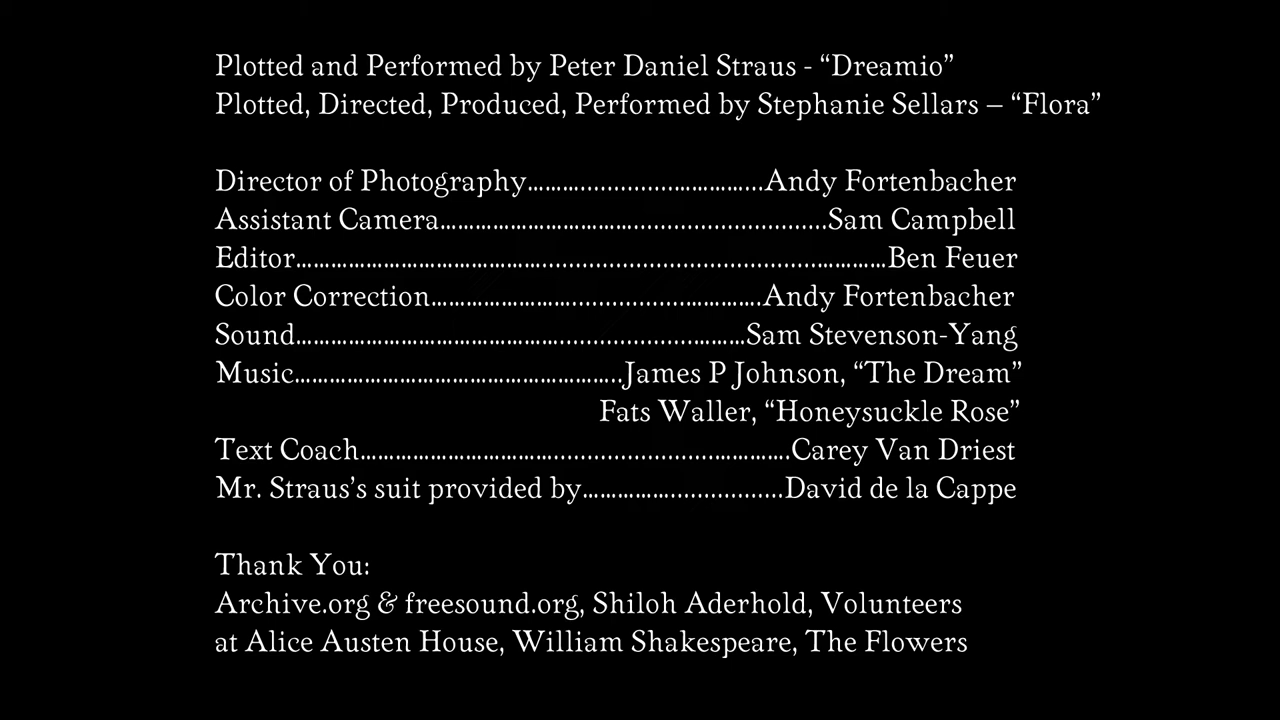 Plotted and Performed by Peter Daniel Straus - “Dreamio”
Plotted, Directed, Produced, Performed by Stephanie Sellars – “Flora”
Director of Photography................................Andy Fortenbacher
Assistant Camera................................Sam Campbell
Editor................................Ben Feuer
Color Correction................................Andy Fortenbacher
Sound................................Sam Stevenson-Yang
Music................................James P Johnson, “The Dream”
Fats Waller, “Honeysuckle Rose”
Text Coach................................Carey Van Driest
Mr. Straus’s suit provided by................................David de la Cappe
Thank You:
Archive.org & freesound.org, Shiloh Aderhold, Volunteers
at Alice Austen House, William Shakespeare, The Flowers